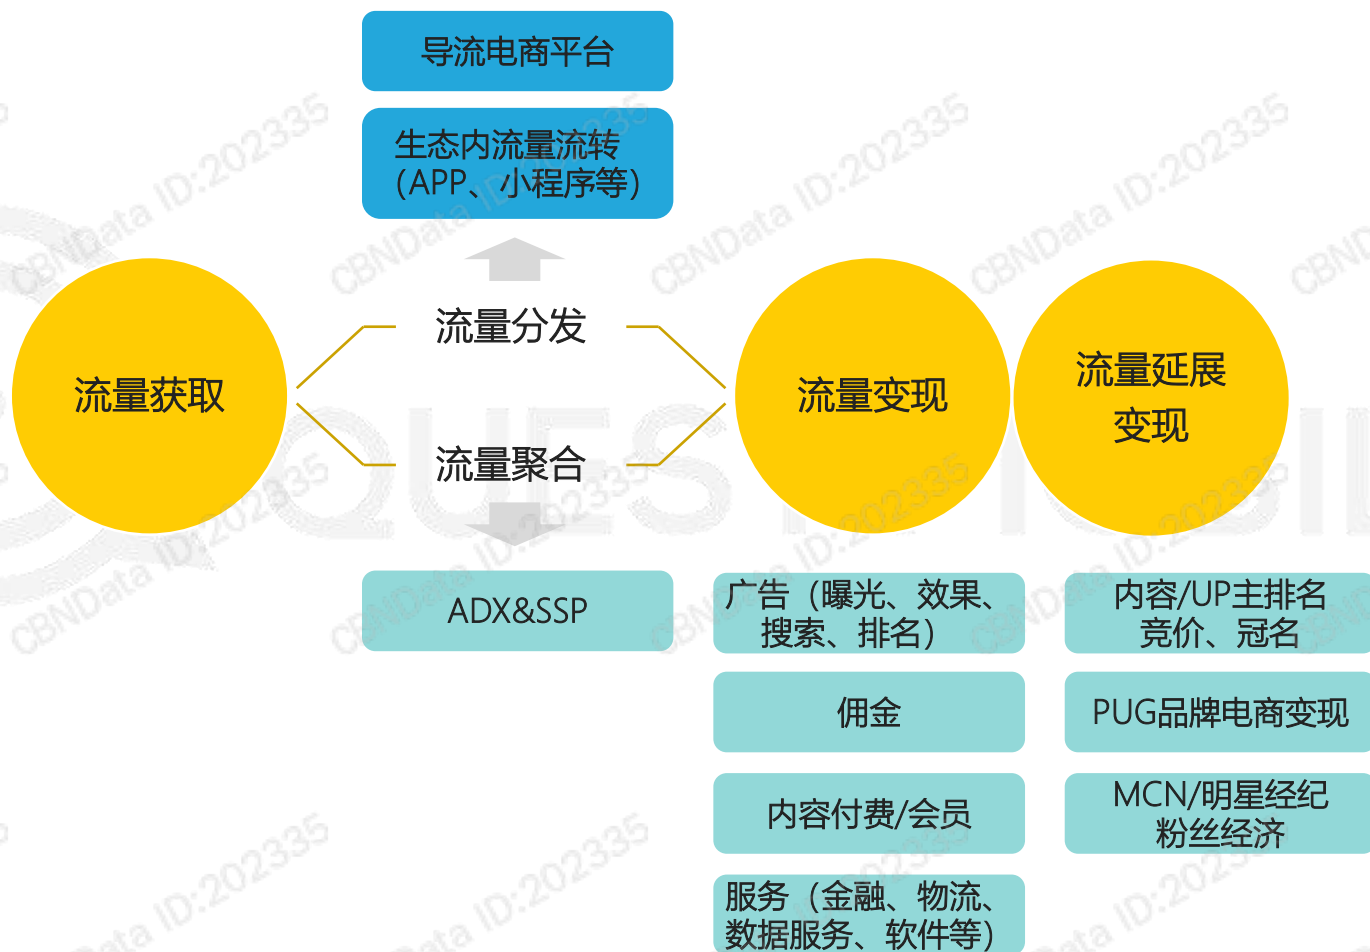 导流电商平台
生态内流量流转
（APP、小程序等）
流量分发
流量获取
流量变现
流量延展
变现
流量聚合
ADX&SSP
广告（曝光、效果、
搜索、排名）
内容/UP主排名
竞价、冠名
佣金
PUG品牌电商变现
内容付费/会员
MCN/明星经纪
粉丝经济
服务（金融、物流、
数据服务、软件等）
QUEST MOBIL
CBNData ID:202335